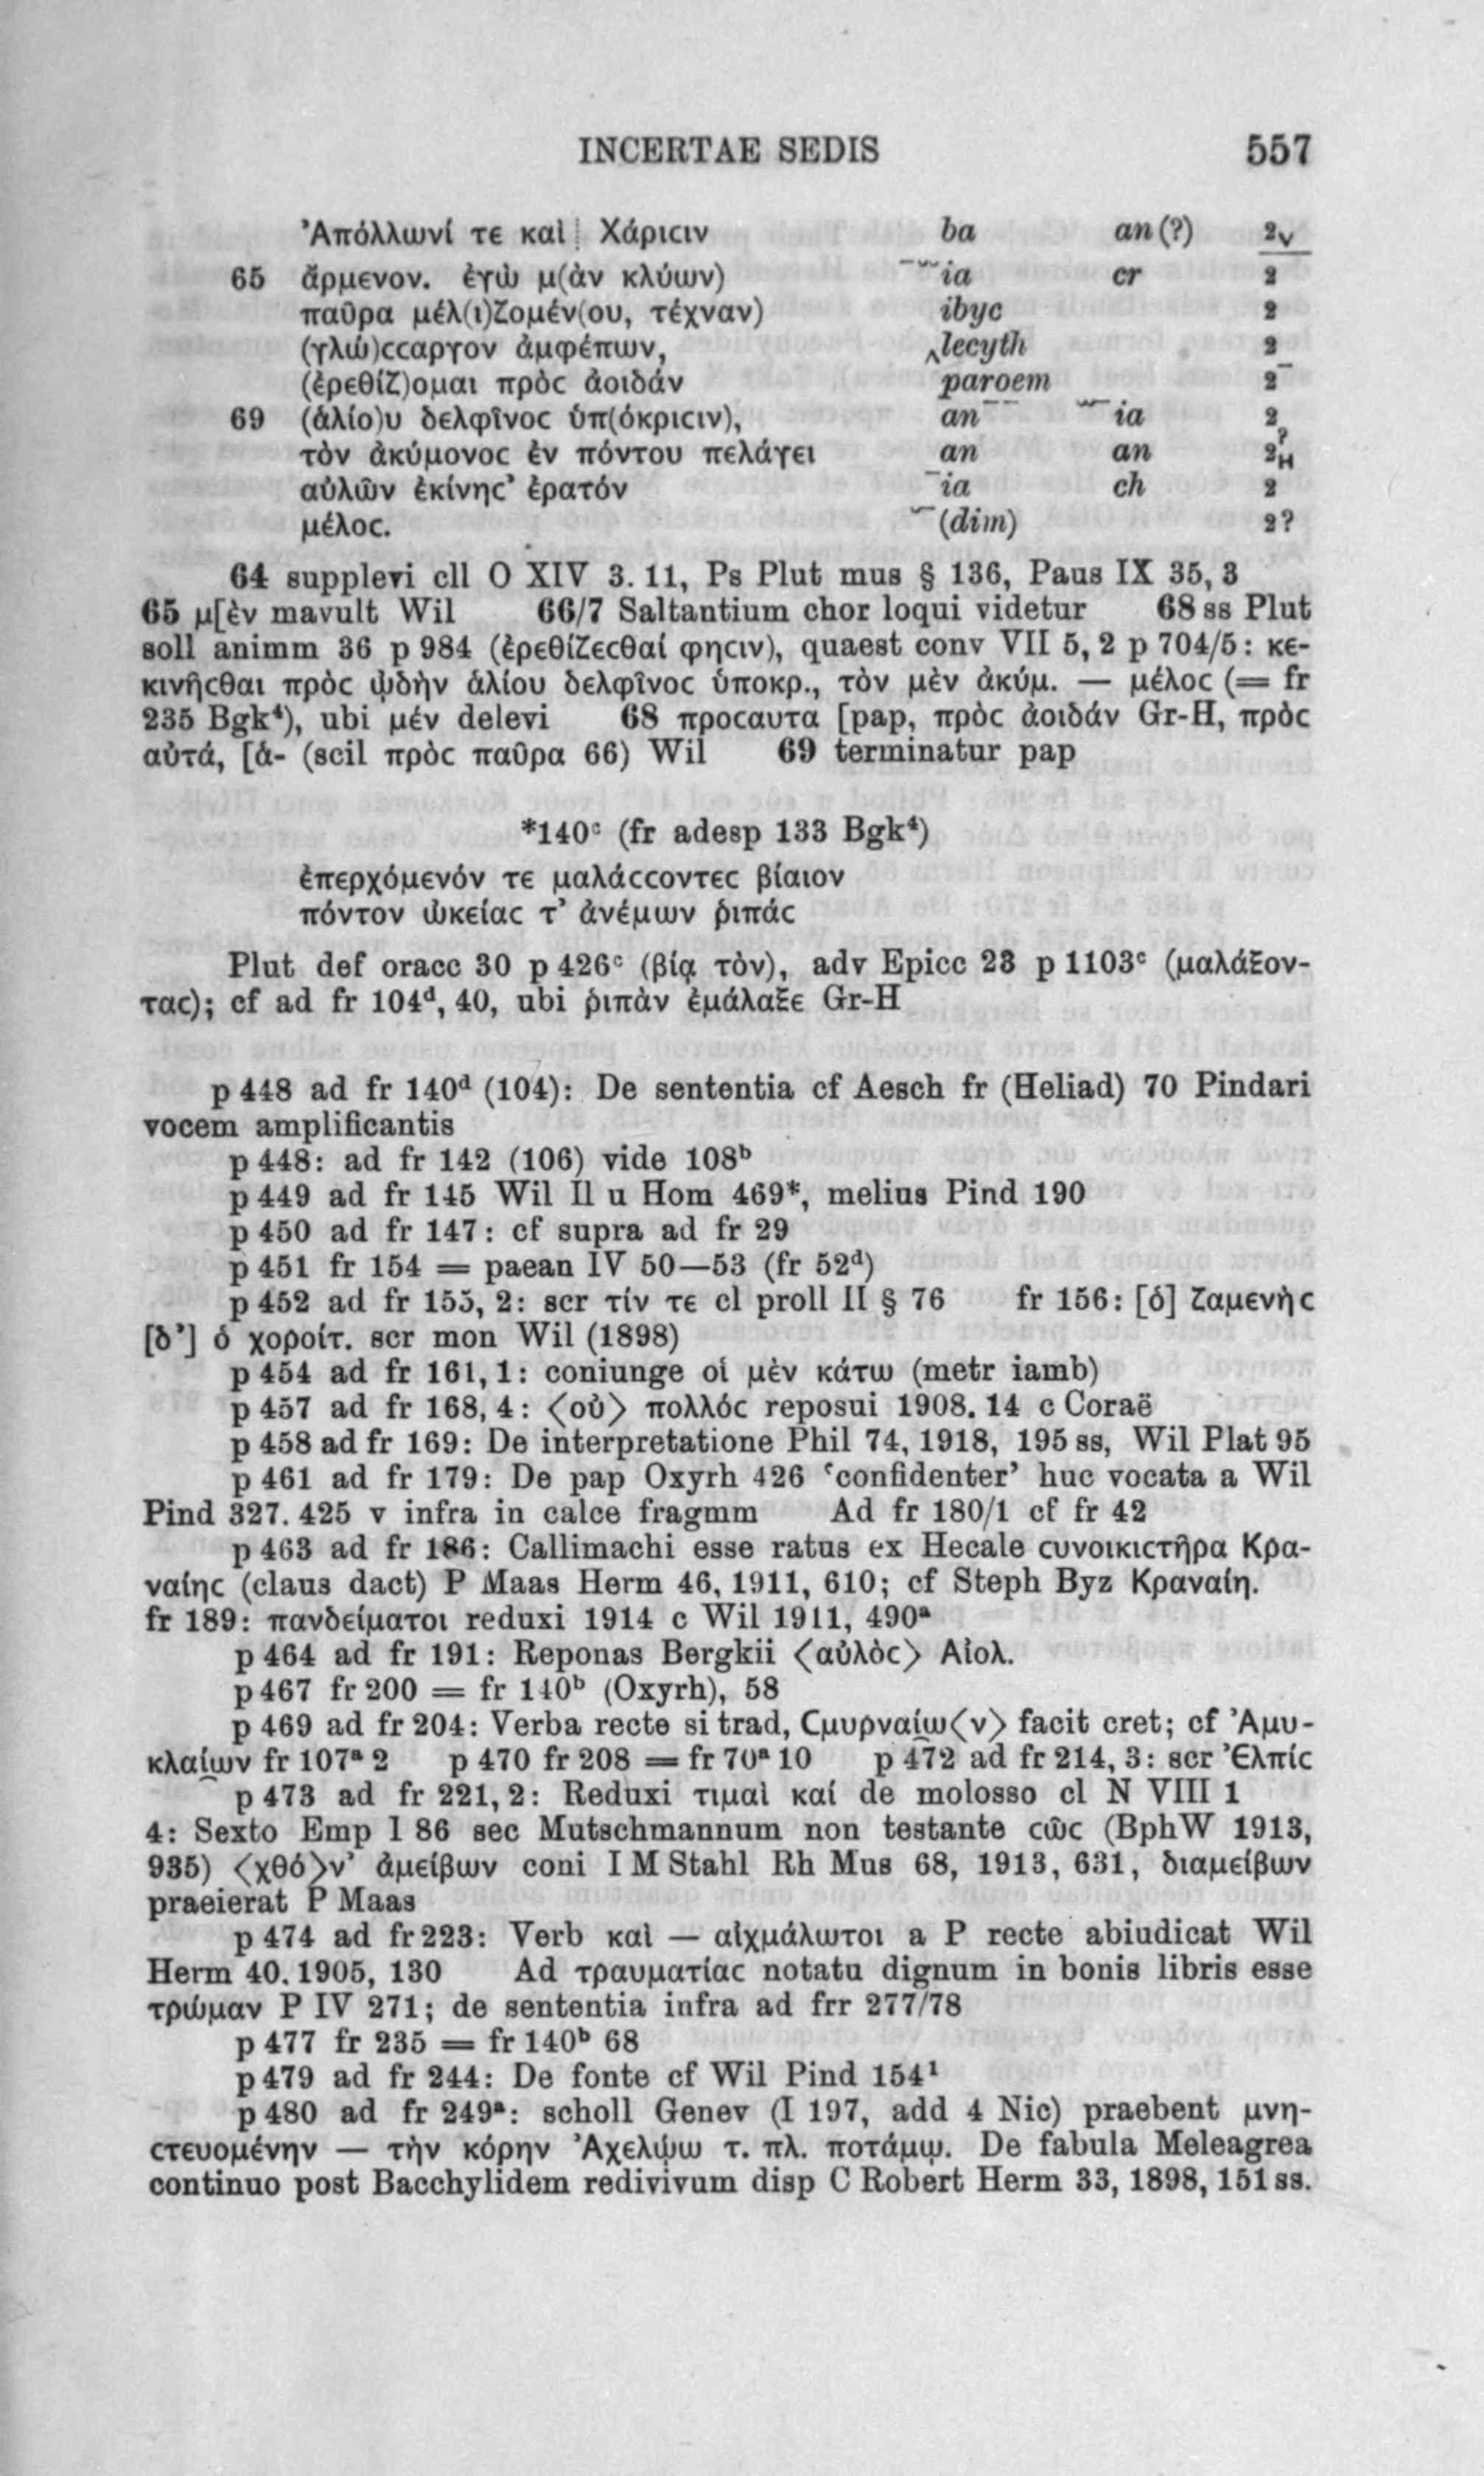 INCERTAE SEDIS 557
Ἀπόλλωνί τε καὶ ⁞ Χάριϲιν ba an (?) 2v
65 ἄρμενον. ἐγὼ μ(ὰν κλύων) ‾ ˘˘ia cr 2
παῦρα μέλ(ι)ζομέν(ου, τέχναν) ibyc 2
(γλώ)ϲϲαργον ἀμφέπων, ‸lecyth 2
(ἐρεθίζ)ομαι πρὸϲ ἀοιδάν paroem 2‾
69 (ἁλίο)υ δελφῖνοϲ ὑπ(όκριϲιν), an‾ ‾ ˘˘‾ia 2
τὸν ἀκύμονοϲ ἐν πόντου πελάγει an an 2H?
αὐλῶν ἐκίνηϲ’ ἐρατόν ‾ia ch 2
μέλοϲ. ˘‾(dim) 2?
64 supplevi cll O XIV 3. 11, Ps Plut mus § 136, Paus IX 35, 3
65 μ[ὲν mavult Wil 66/7 Saltantium chor loqui videtur 68 ss Plut
soll animm 36 p 984 (ἐρεθίζεϲθαί φηϲιν), quaest conv VII 5, 2 p 704/5: κε-
κινῆϲθαι πρὸϲ ᾠδὴν ἁλίου δελφῖνοϲ ὑποκρ., τὸν μὲν ἀκύμ. — μέλοϲ (= fr
235 Bgk⁴), ubi μέν delevi 68 προϲαυτα [pap, πρὸϲ ἀοιδάν Gr-H, πρὸϲ
αὐτά, [ἁ- (scil πρὸϲ παῦρα 66) Wil 69 terminatur pap
*140ᶜ (fr adesp 133 Bgk⁴)
ἐπερχόμενόν τε μαλάϲϲοντεϲ βίαιον
πόντον ὠκείαϲ τ’ ἀνέμων ῥιπάϲ
Plut def oracc 30 p 426ᶜ (βίᾳ τὸν), adv Epicc 23 p 1103ᶜ (μαλάξον-
ταϲ); cf ad fr 104ᵈ, 40, ubi ῥιπὰν ἐμάλαξε Gr-H
p 448 ad fr 140ᵈ (104): De sententia cf Aesch fr (Heliad) 70 Pindari
vocem amplificantis
p 448: ad fr 142 (106) vide 108ᵇ
p 449 ad fr 145 Wil Il u Hom 469*, melius Pind 190
p 450 ad fr 147: cf supra ad fr 29
p 451 fr 154 = paean IV 50—53 (fr 52ᵈ)
p 452 ad fr 155, 2: scr τίν τε cl proll II § 76 fr 156: [ὁ] ζαμενὴϲ
[δ’] ὁ χοροίτ. scr mon Wil (1898)
p 454 ad fr 161, 1: coniunge οἱ μὲν κάτω (metr iamb)
p 457 ad fr 168, 4: ⟨οὐ⟩ πολλόϲ reposui 1908. 14 c Coraë
p 458 ad fr 169: De interpretatione Phil 74, 1918, 195 ss, Wil Plat 95
p 461 ad fr 179: De pap Oxyrh 426 ‘confidenter’ huc vocata a Wil
Pind 327. 425 v infra in calce fragmm Ad fr 180/1 cf fr 42
p 463 ad fr 186: Callimachi esse ratus ex Hecale ϲυνοικιϲτῆρα Κρα-
ναίηϲ (claus dact) P Maas Herm 46, 1911, 610; cf Steph Byz Κραναίη.
fr 189: πανδείματοι reduxi 1914 c Wil 1911, 490ᵃ
p 464 ad fr 191: Reponas Bergkii ⟨αὐλὸϲ⟩ Αἰολ.
p 467 fr 200 = fr 140ᵇ (Oxyrh), 58
p 469 ad fr 204: Verba recte si trad, Ϲμυρναίω⟨ν⟩ facit cret; cf Ἀμυ-
κλαίων fr 107ᵃ 2 p 470 fr 208 = fr 70ᵃ 10 p 472 ad fr 214, 3: scr Ἐλπίϲ
p 473 ad fr 221, 2: Reduxi τιμαὶ καί de molosso cl N VIII 1
4: Sexto Emp I 86 sec Mutschmannum non testante ϲῶϲ (BphW 1913,
935) ⟨χθό⟩ν’ ἀμείβων coni I M Stahl Rh Mus 68, 1913, 631, διαμείβων
praeierat P Maas
p 474 ad fr 223: Verb καὶ — αἰχμάλωτοι a P recte abiudicat Wil
Herm 40. 1905, 130 Ad τραυματίαϲ notatu dignum in bonis libris esse
τρώμαν P IV 271; de sententia infra ad frr 277/78
p 477 fr 235 = fr 140ᵇ 68
p 479 ad fr 244: De fonte cf Wil Pind 154¹
p 480 ad fr 249ᵃ: scholl Genev (I 197, add 4 Nic) praebent μνη-
ϲτευομένην — τὴν κόρην Ἀχελῴω τ. πλ. ποτάμῳ. De fabula Meleagrea
continuo post Bacchylidem redivivum disp C Robert Herm 33, 1898, 151 ss.